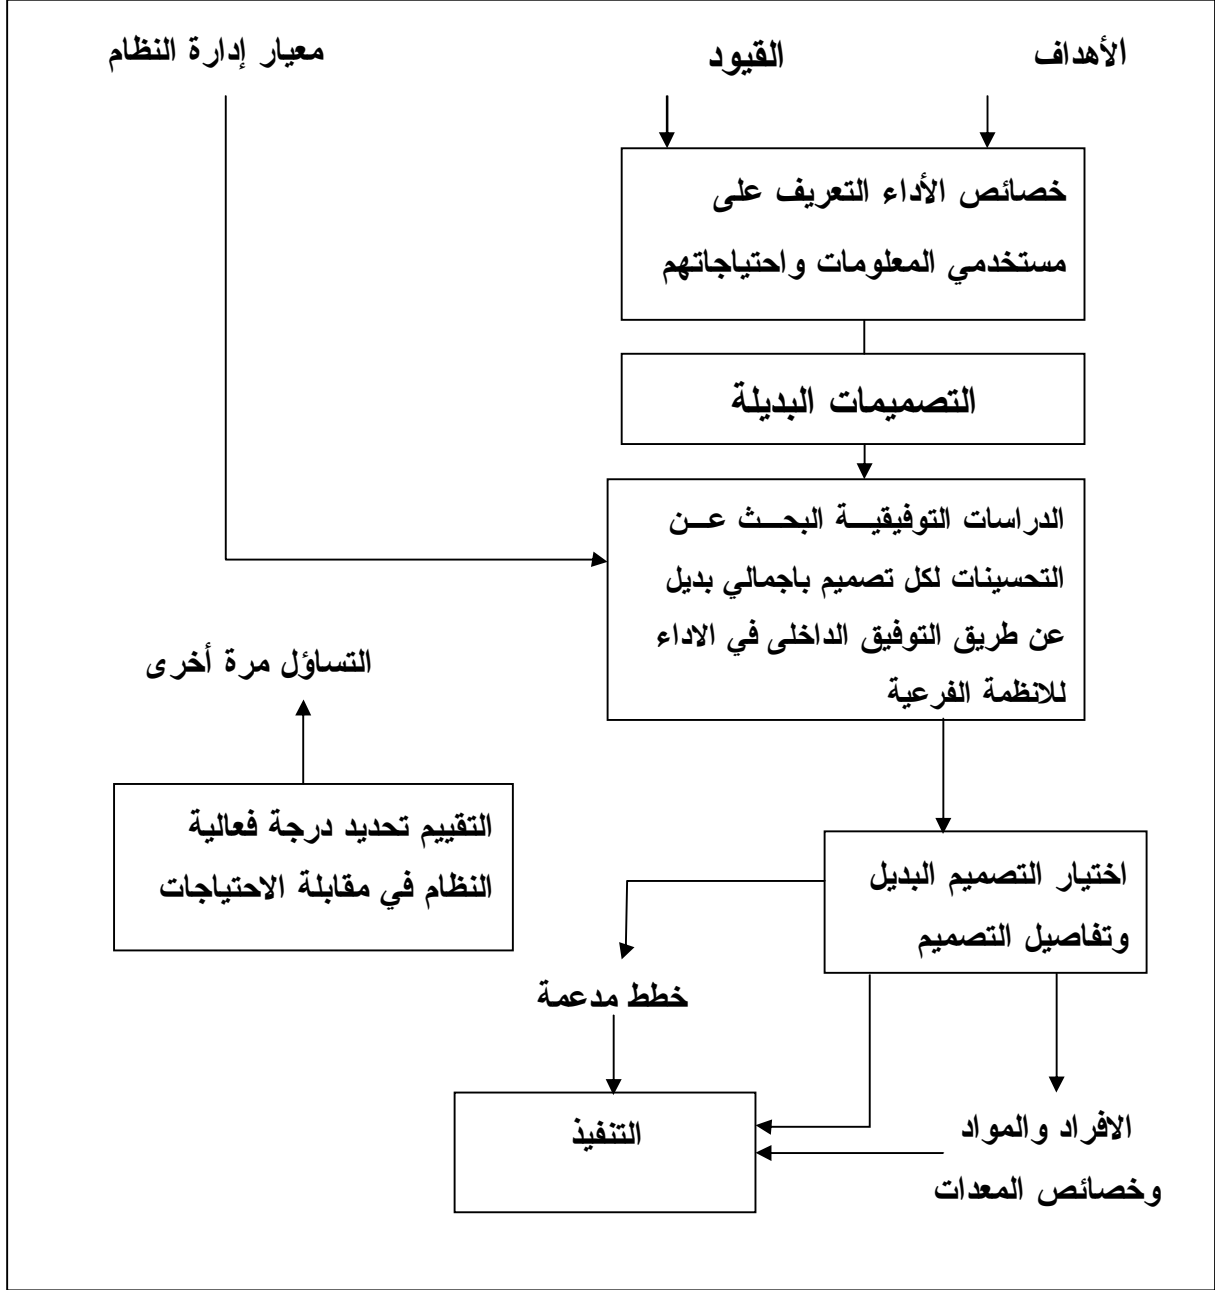 الأهداف
القيود
معيار إدارة النظام
خصائص الأداء التعريف على
مستخدمي المعلومات واحتياجاتهم
التصميمات البديلة
الدراسات التوفيقيــة البحــث عــن
التحسينات لكل تصميم باجمالي بديل
عن طريق التوفيق الداخلى في الاداء
للانظمة الفرعية
التساؤل مرة أخرى
التقييم تحديد درجة فعالية
النظام في مقابلة الاحتياجات
اختيار التصميم البديل
وتفاصيل التصميم
خطط مدعمة
التنفيذ
الافراد والمواد
وخصائص المعدات